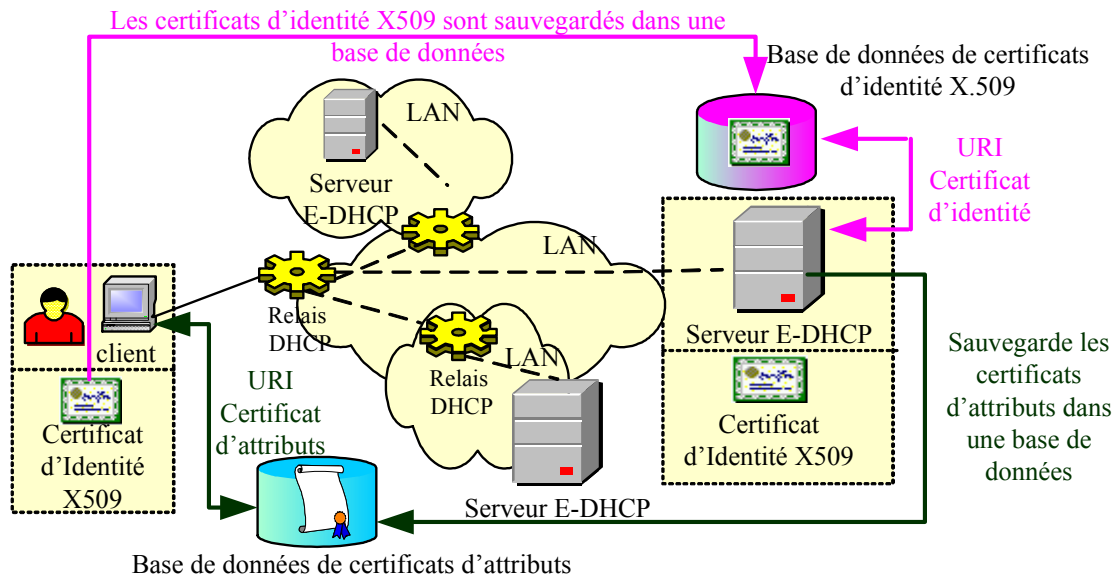 Les certificats d’identité X509 sont sauvegardés dans une
base de données
Base de données de certificats
d’identité X.509
LAN
Serveur
E-DHCP
URI
Certificat
d’identité
LAN
Relais
DHCP
client
Serveur E-DHCP
LAN
Relais
DHCP
URI
Certificat
d’attributs
Certificat
d’Identité
X509
Certificat
d’Identité X509
Sauvegarde les
certificats
d’attributs dans
une base de
données
Serveur E-DHCP
Base de données de certificats d’attributs